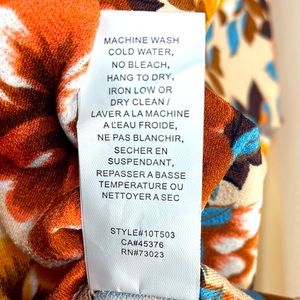 MACHINE WASH
COLD WATER,
NO BLEACH,
HANG TO DRY,
IRON LOW OR
DRY CLEAN /
LAVER A LA MACHINE
A L'EAU FROIDE,
NE PAS BLANCHIR,
SECHER EN
SUSPENDANT,
REPASSER A BASSE
TEMPERATURE OU
NETTOYER A SEC
STYLE#10T503
CA#45376
RN#73023